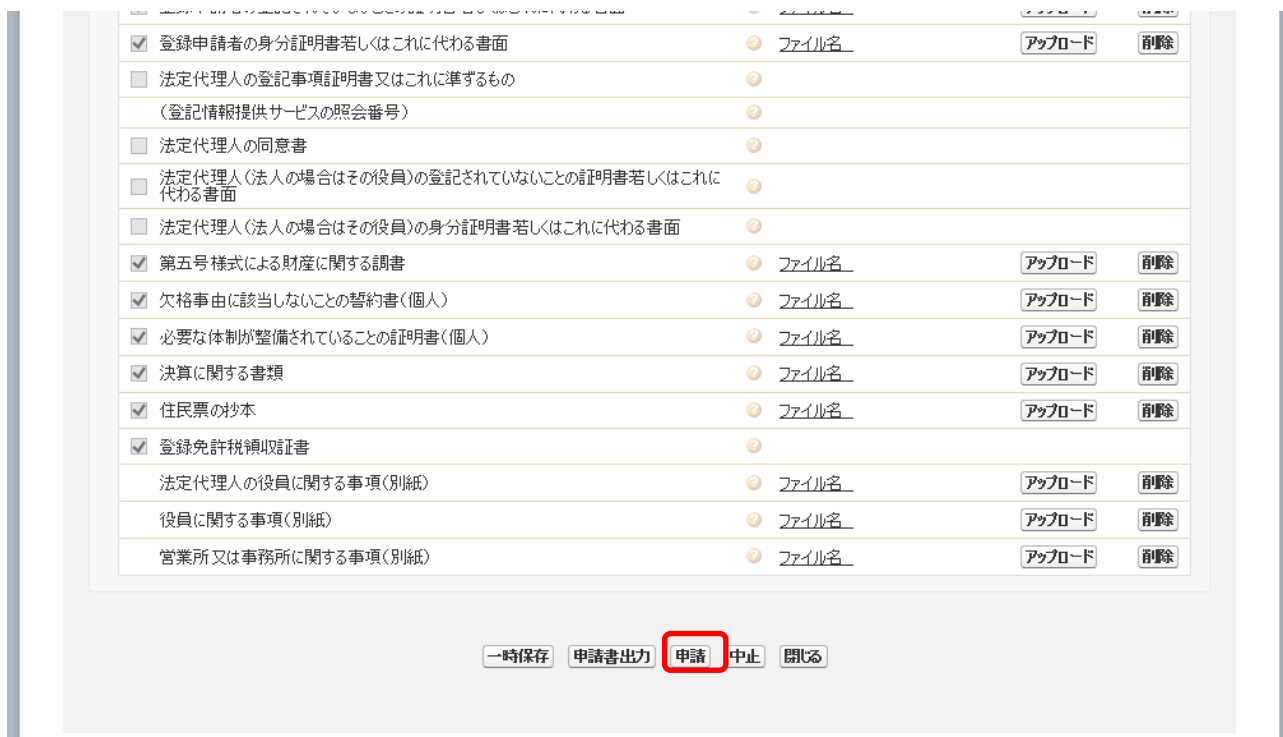 登録申請者の身分証明書若しくはこれに代わる書面 ファイル名 アップロード 削除
法定代理人の登記事項証明書又はこれに準ずるもの
（登記情報提供サービスの照会番号）
法定代理人の同意書
法定代理人（法人の場合はその役員）の登記されていないことの証明書若しくはこれに
代わる書面
法定代理人（法人の場合はその役員）の身分証明書若しくはこれに代わる書面
第五号様式による財産に関する調書 ファイル名 アップロード 削除
欠格事由に該当しないことの誓約書（個人） ファイル名 アップロード 削除
必要な体制が整備されていることの証明書（個人） ファイル名 アップロード 削除
決算に関する書類 ファイル名 アップロード 削除
住民票の抄本 ファイル名 アップロード 削除
登録免許税領収証書
法定代理人の役員に関する事項（別紙） ファイル名 アップロード 削除
役員に関する事項（別紙） ファイル名 アップロード 削除
営業所又は事務所に関する事項（別紙） ファイル名 アップロード 削除
一時保存 申請書出力 申請 中止 閉じる